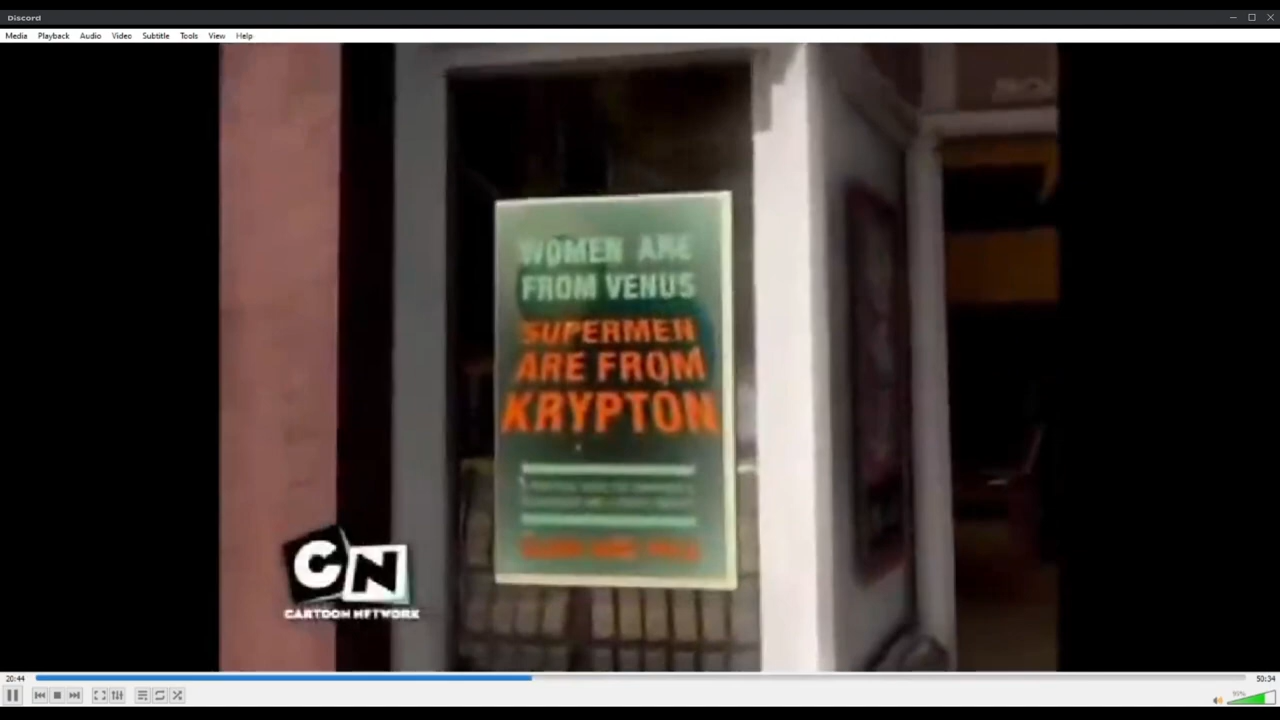 Discord
Media Playback Audio Video Subtitle Tools View Help
WOMEN ARE
FROM VENUS
SUPERMEN
ARE FROM
KRYPTON
CN
CARTOON NETWORK
20:44 50:34